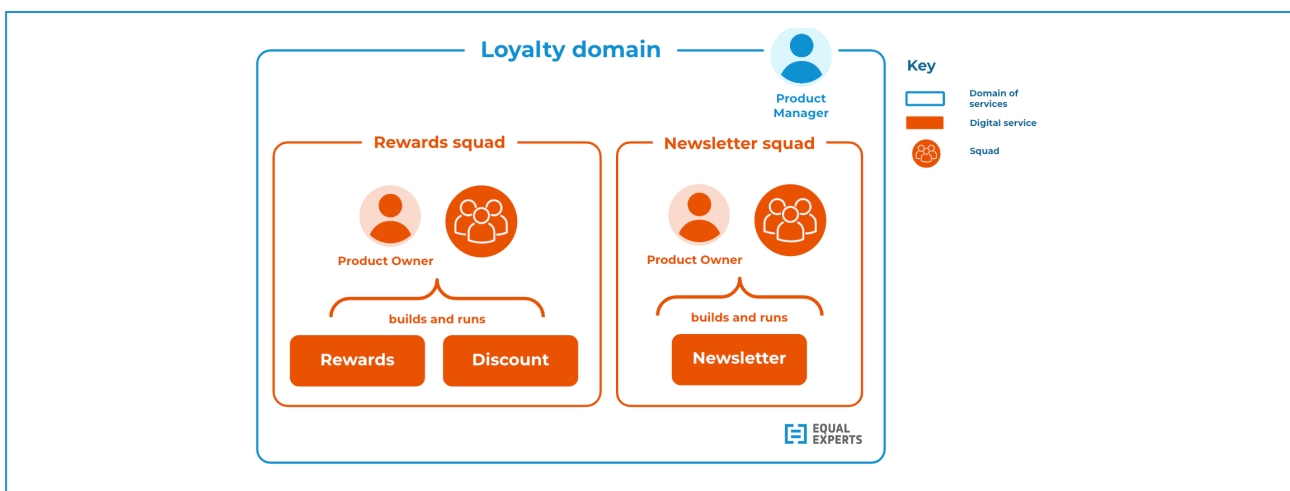 Loyalty domain
Product
Manager
Key
Domain of
services
Digital service
Squad
Rewards squad
Product Owner
builds and runs
Rewards
Discount
Newsletter squad
Product Owner
builds and runs
Newsletter
EQUAL
EXPERTS